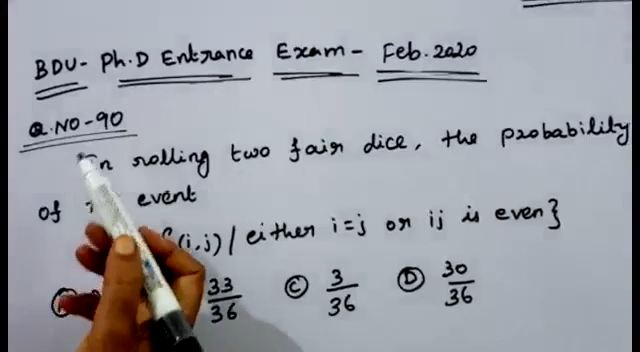 BDU- Ph.D Entrance Exam - Feb.2020
Q.NO-90
In rolling two fair dice, the probability
of event
{(i,j) / either i=j or ij is even}
33/36 Ⓒ 3/36 Ⓓ 30/36